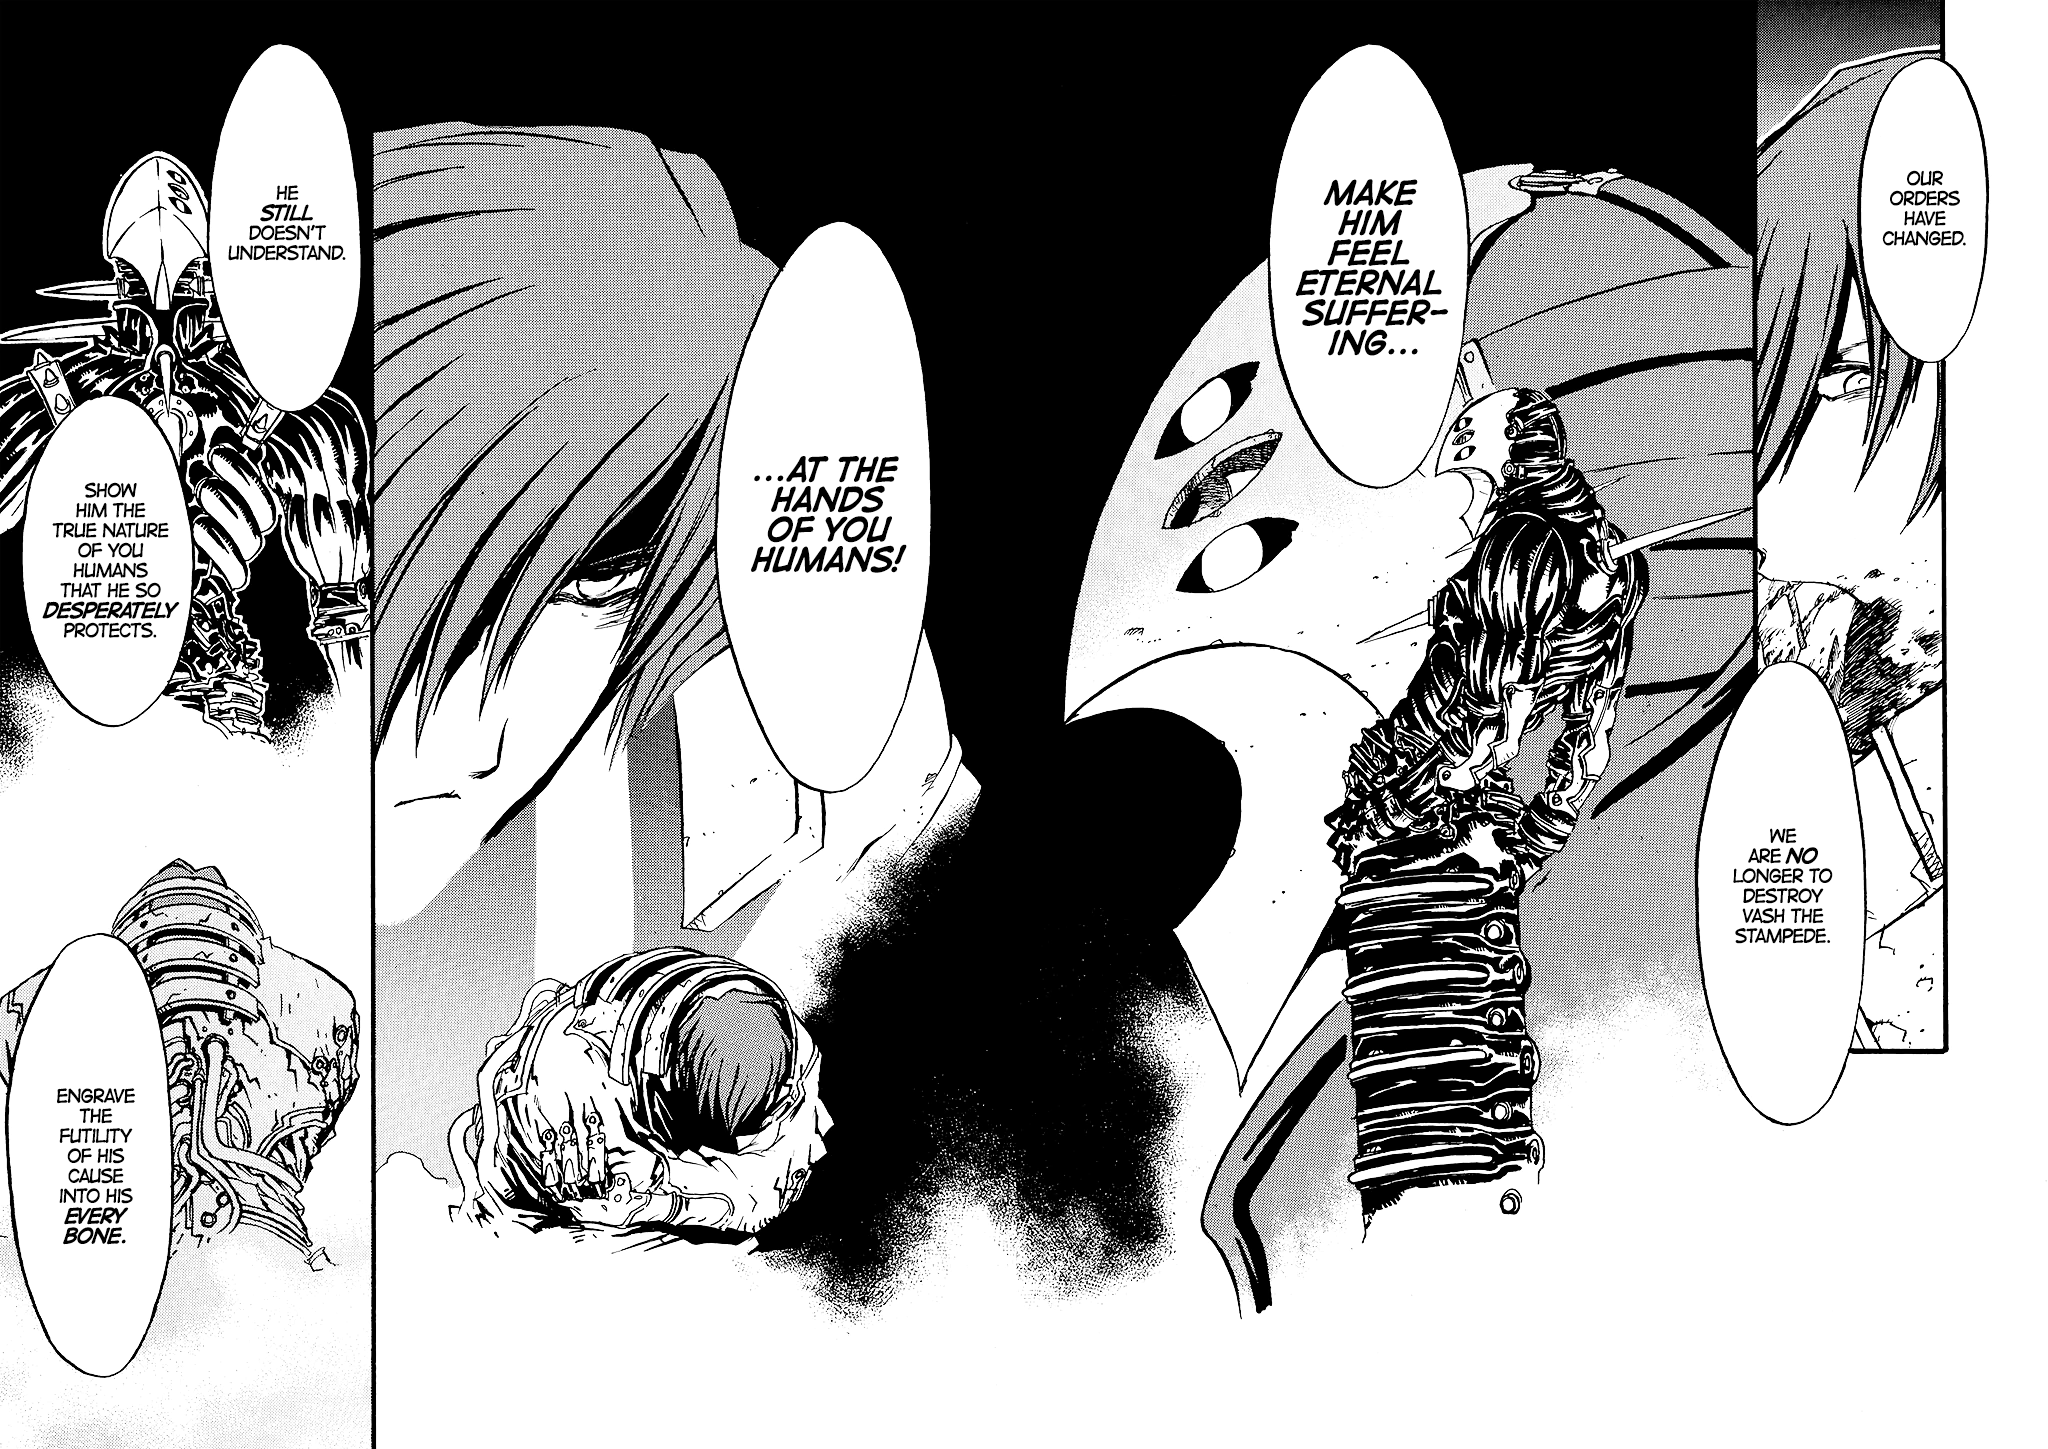 OUR
ORDERS
HAVE
CHANGED.
WE
ARE NO
LONGER TO
DESTROY
VASH THE
STAMPEDE.
MAKE
HIM
FEEL
ETERNAL
SUFFER-
ING...
...AT THE
HANDS
OF YOU
HUMANS!
HE
STILL
DOESN'T
UNDERSTAND.
SHOW
HIM THE
TRUE NATURE
OF YOU
HUMANS
THAT HE SO
DESPERATELY
PROTECTS.
ENGRAVE
THE
FUTILITY
OF HIS
CAUSE
INTO HIS
EVERY
BONE.